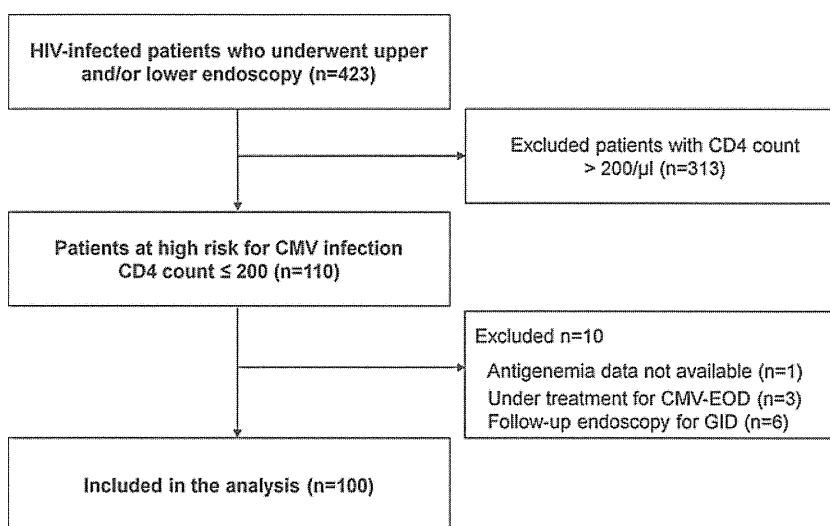 HIV-infected patients who underwent upper
and/or lower endoscopy (n=423)
Excluded patients with CD4 count
> 200/µl (n=313)
Patients at high risk for CMV infection
CD4 count ≤ 200 (n=110)
Excluded n=10
Antigenemia data not available (n=1)
Under treatment for CMV-EOD (n=3)
Follow-up endoscopy for GID (n=6)
Included in the analysis (n=100)